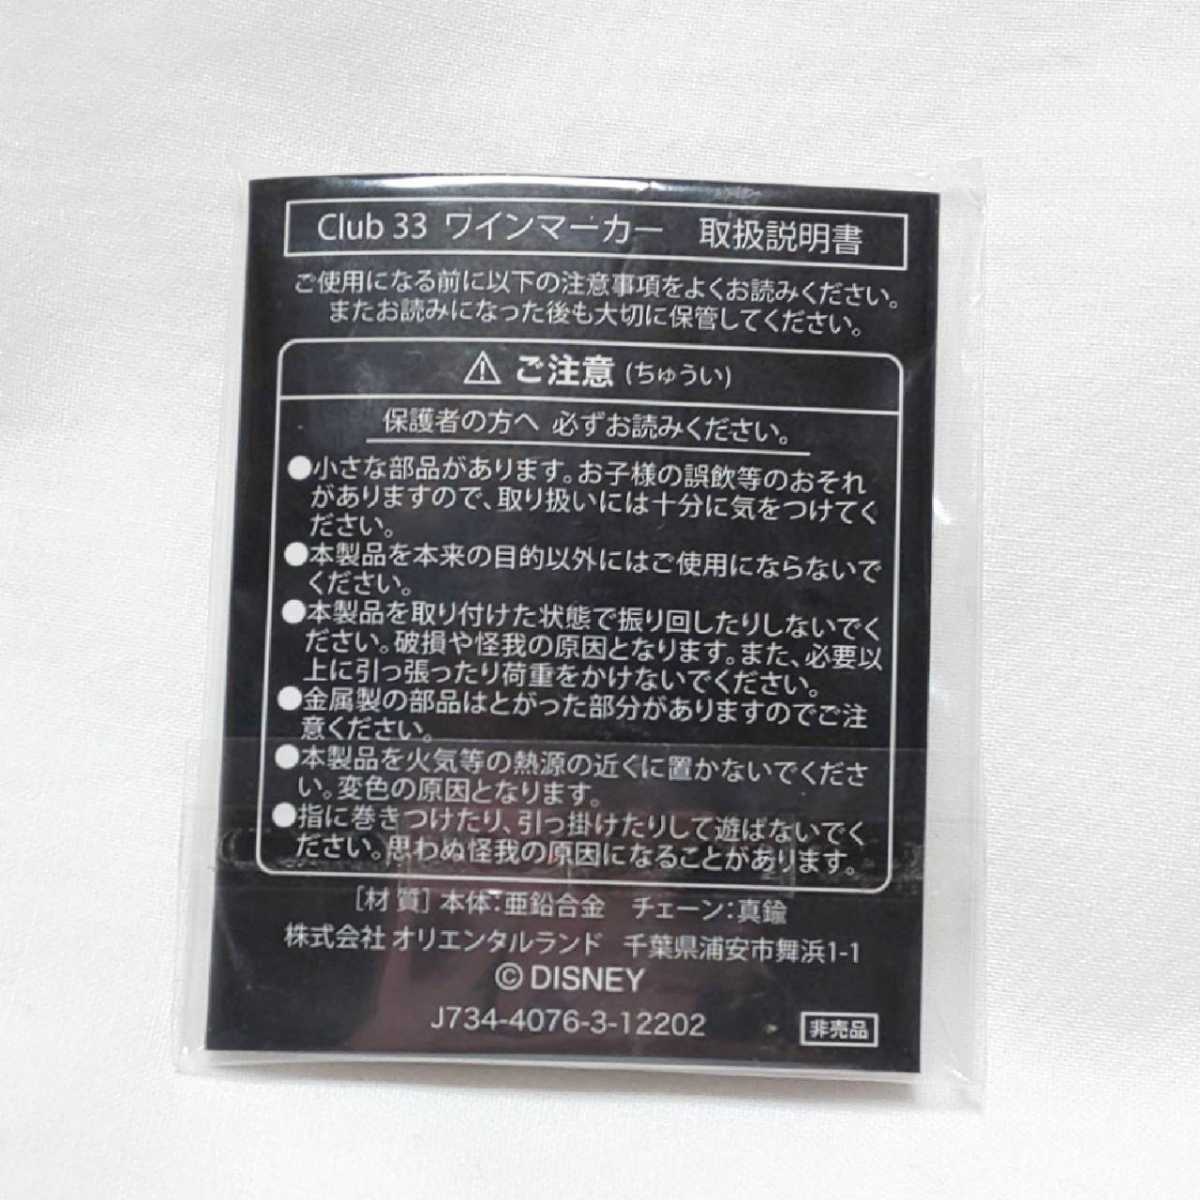 Club 33 ワインマーカー　取扱説明書
ご使用になる前に以下の注意事項をよくお読みください。
またお読みになった後も大切に保管してください。
⚠ ご注意 (ちゅうい)
保護者の方へ 必ずお読みください。
●小さな部品があります。お子様の誤飲等のおそれ
がありますので、取り扱いには十分に気をつけてく
ださい。
●本製品を本来の目的以外にはご使用にならないで
ください。
●本製品を取り付けた状態で振り回したりしないでく
ださい。破損や怪我の原因となります。また、必要以
上に引っ張ったり荷重をかけないでください。
●金属製の部品はとがった部分がありますのでご注
意ください。
●本製品を火気等の熱源の近くに置かないでくださ
い。変色の原因となります。
●指に巻きつけたり、引っ掛けたりして遊ばないでく
ださい。思わぬ怪我の原因になることがあります。
[材 質] 本体：亜鉛合金　チェーン：真鍮
株式会社 オリエンタルランド　千葉県浦安市舞浜1-1
© DISNEY
J734-4076-3-12202
非売品